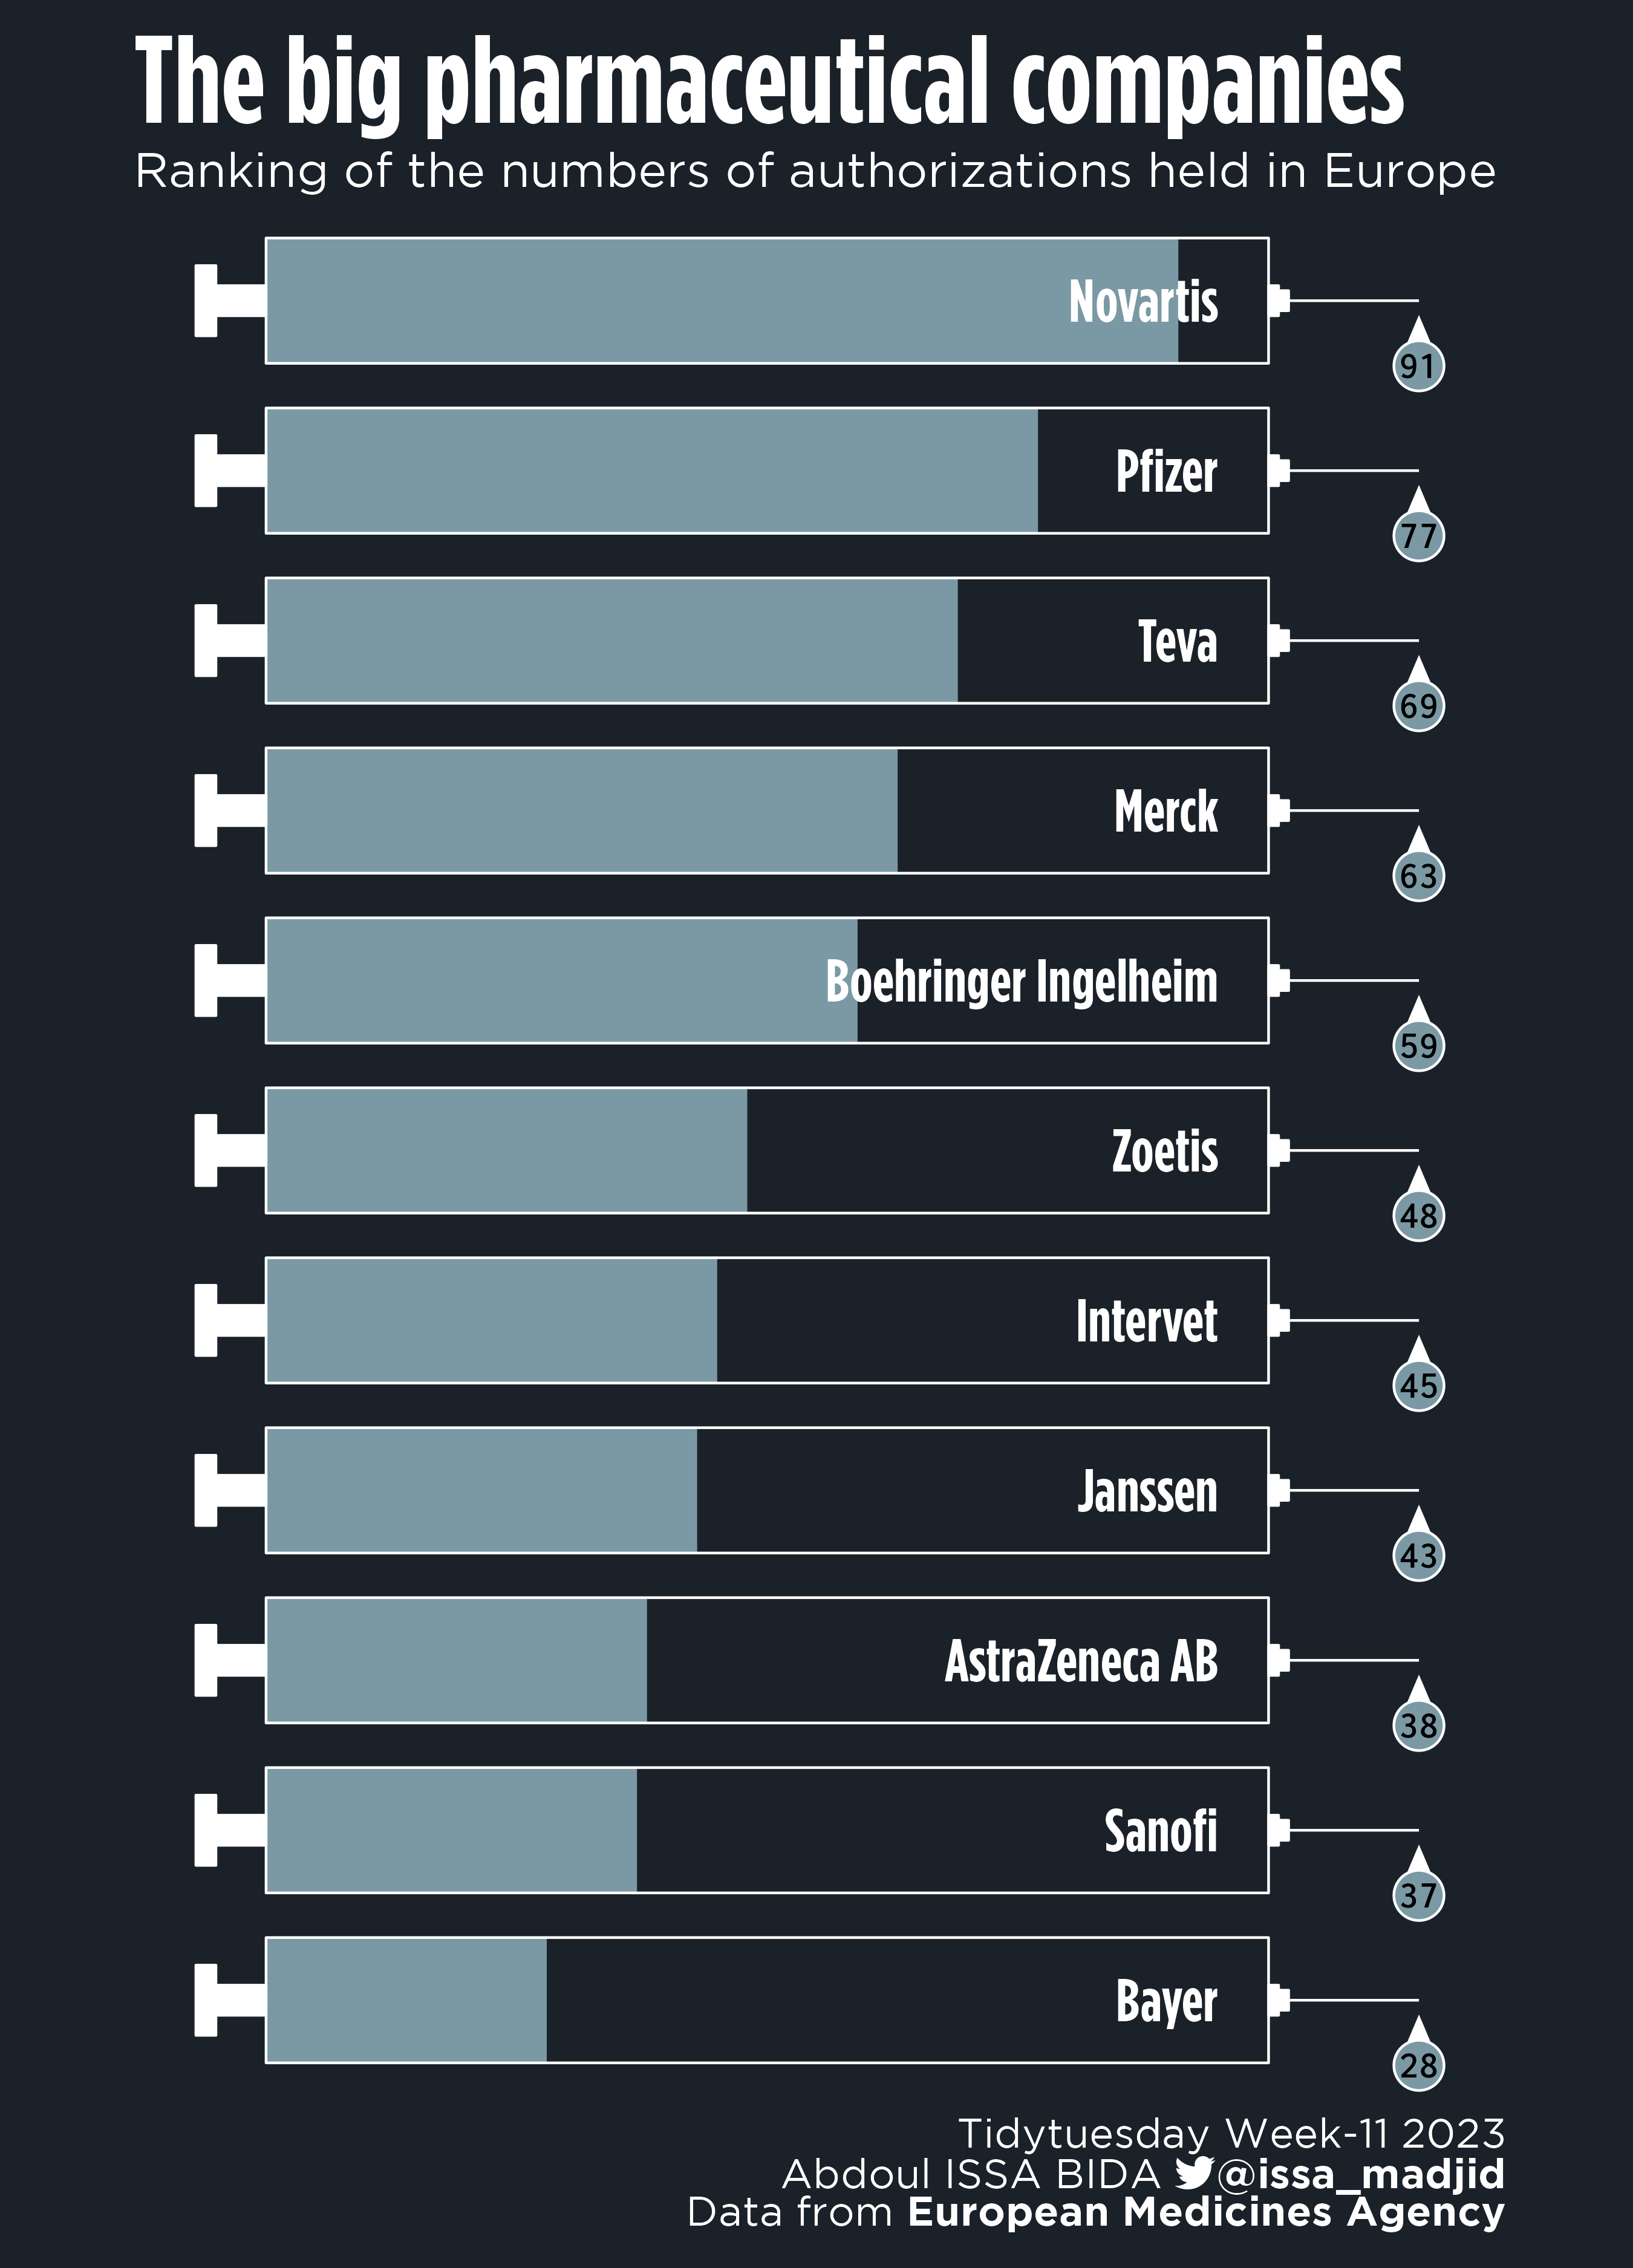 The big pharmaceutical companies
Ranking of the numbers of authorizations held in Europe
Novartis
91
Pfizer
77
Teva
69
Merck
63
Boehringer Ingelheim
59
Zoetis
48
Intervet
45
Janssen
43
AstraZeneca AB
38
Sanofi
37
Bayer
28
Tidytuesday Week-11 2023
Abdoul ISSA BIDA @issa_madjid
Data from European Medicines Agency